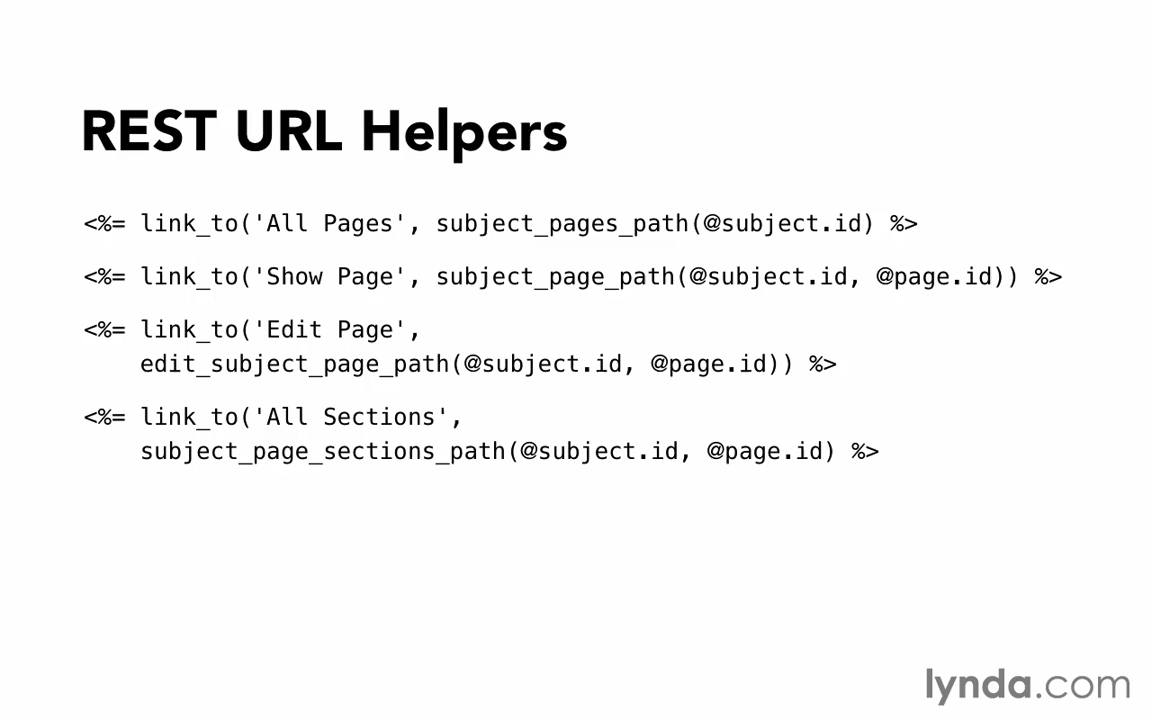 REST URL Helpers
<%= link_to('All Pages', subject_pages_path(@subject.id) %>
<%= link_to('Show Page', subject_page_path(@subject.id, @page.id)) %>
<%= link_to('Edit Page',
edit_subject_page_path(@subject.id, @page.id)) %>
<%= link_to('All Sections',
subject_page_sections_path(@subject.id, @page.id) %>
lynda.com